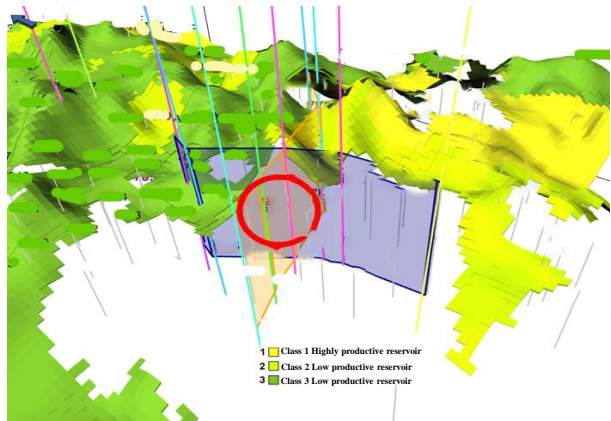 1 Class 1 Highly productive reservoir
2 Class 2 Low productive reservoir
3 Class 3 Low productive reservoir